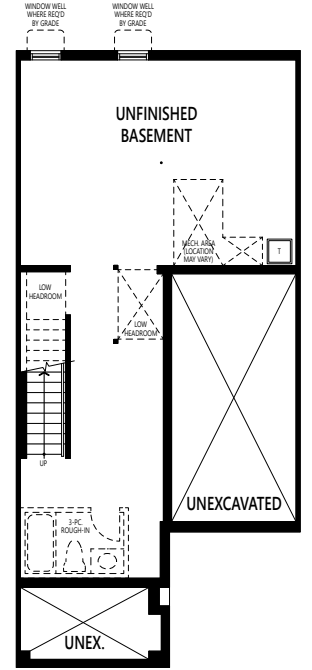 WINDOW WELL
WHERE REQ'D
BY GRADE
WINDOW WELL
WHERE REQ'D
BY GRADE
UNFINISHED
BASEMENT
MECH. AREA
(LOCATION
MAY VARY)
T
LOW
HEADROOM
LOW
HEADROOM
UP
UNEXCAVATED
3-PC.
ROUGH-IN
UNEX.